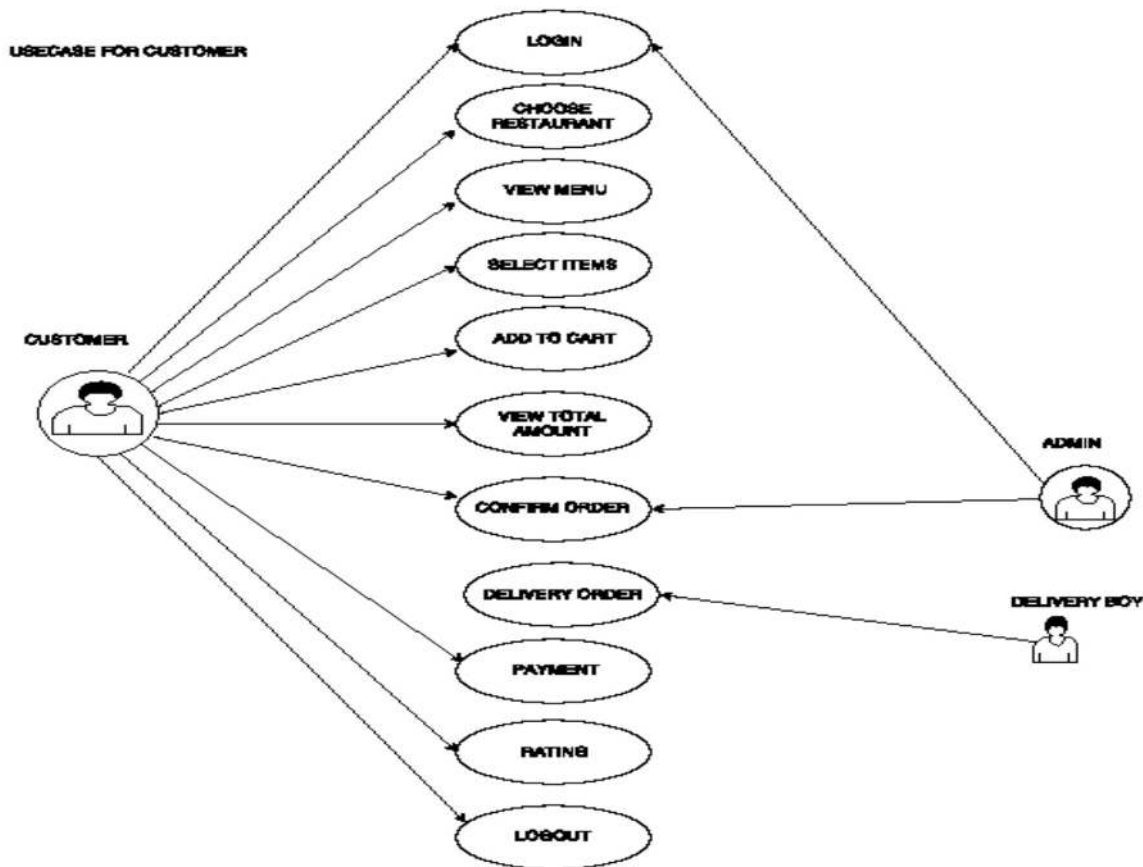 USECASE FOR CUSTOMER
LOGIN
CHOOSE
RESTAURANT
VIEW MENU
SELECT ITEMS
CUSTOMER
ADD TO CART
VIEW TOTAL
AMOUNT
ADMIN
CONFIRM ORDER
DELIVERY ORDER
DELIVERY BOY
PAYMENT
RATING
LOGOUT